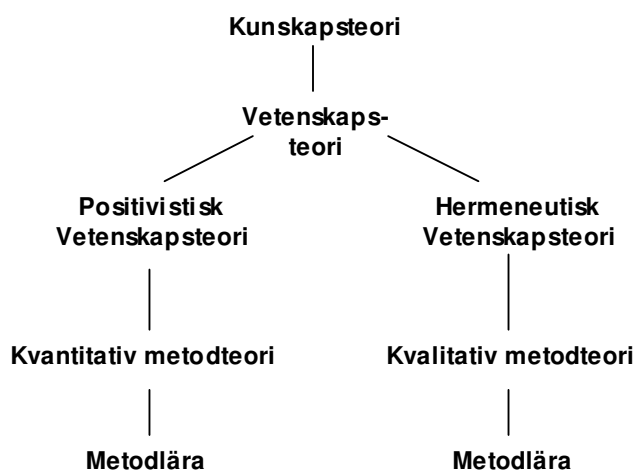 Kunskapsteori
Vetenskaps-
teori
Positivistisk
Vetenskapsteori
Hermeneutisk
Vetenskapsteori
Kvantitativ metodteori
Kvalitativ metodteori
Metodlära
Metodlära